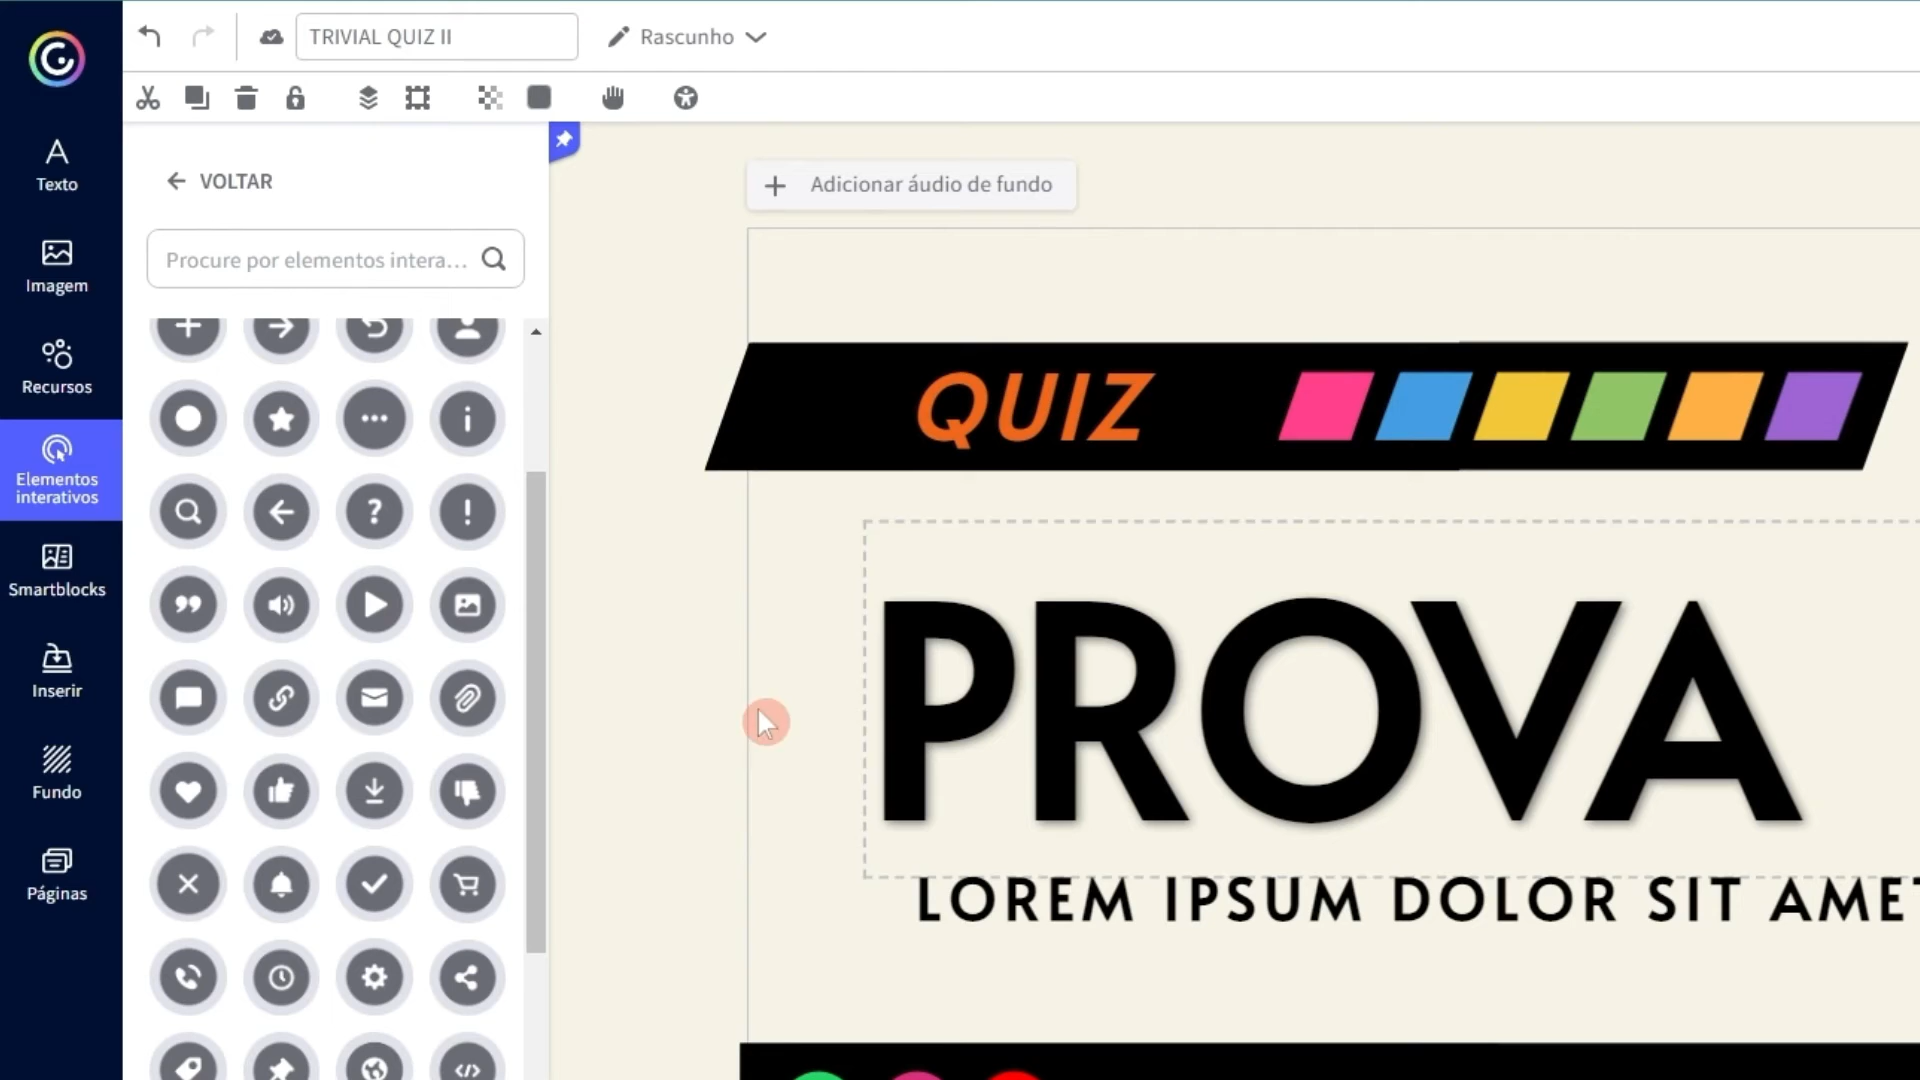 TRIVIAL QUIZ II
Rascunho
Texto
Imagem
Recursos
Elementos
interativos
Smartblocks
Inserir
Fundo
Páginas
VOLTAR
Procure por elementos intera...
Adicionar áudio de fundo
QUIZ
PROVA
LOREM IPSUM DOLOR SIT AMET